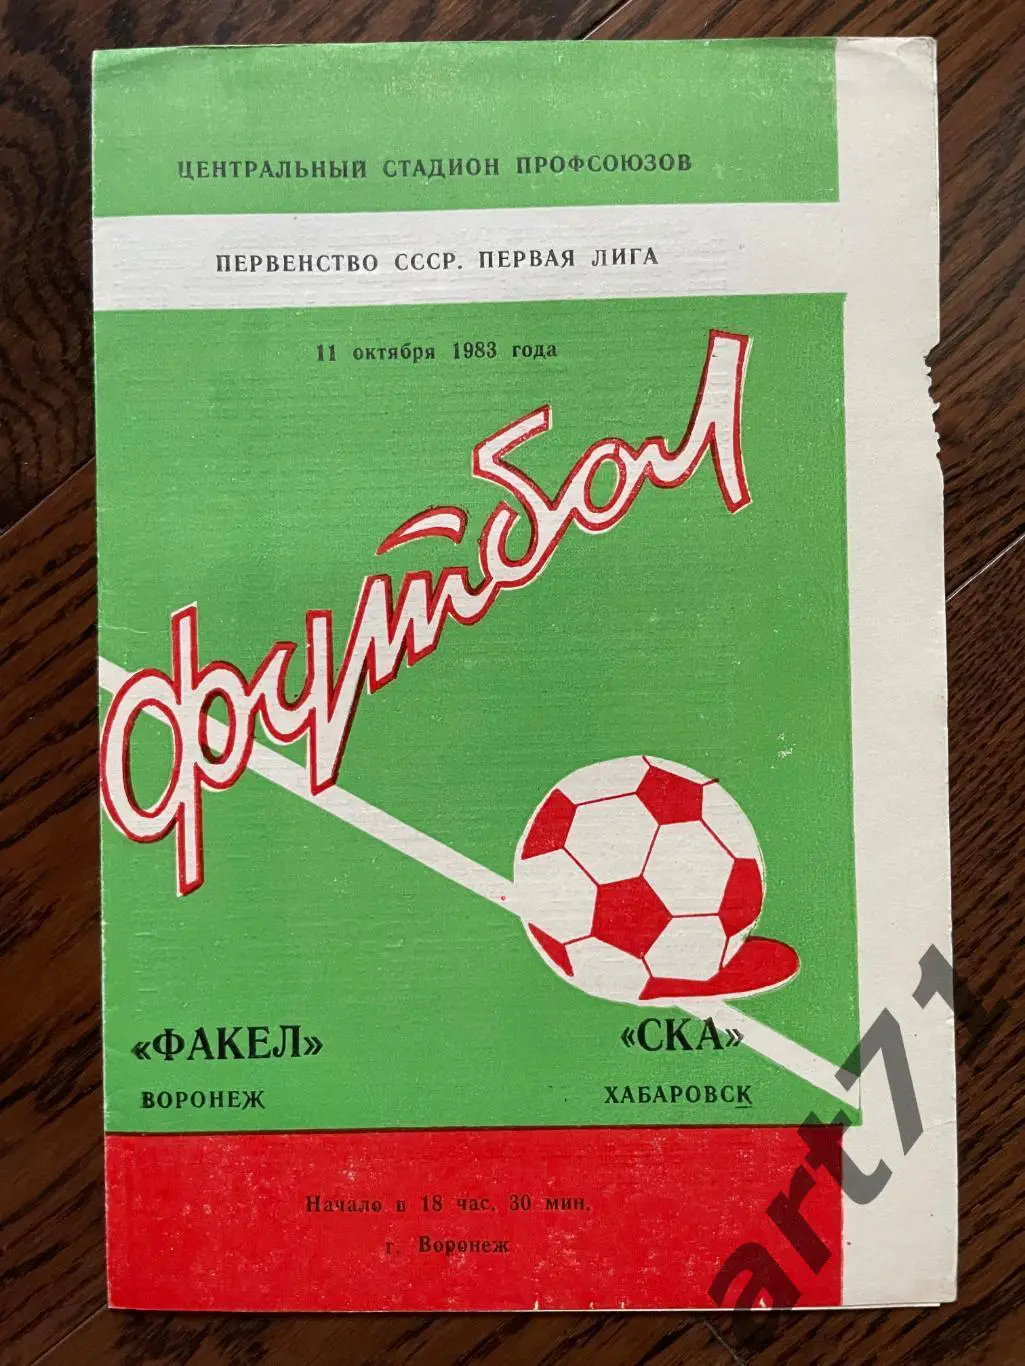 ЦЕНТРАЛЬНЫЙ СТАДИОН ПРОФСОЮЗОВ
ПЕРВЕНСТВО СССР. ПЕРВАЯ ЛИГА
11 октября 1983 года
футбол
«ФАКЕЛ» «СКА»
ВОРОНЕЖ ХАБАРОВСК
Начало в 18 час. 30 мин.
г. Воронеж
art71